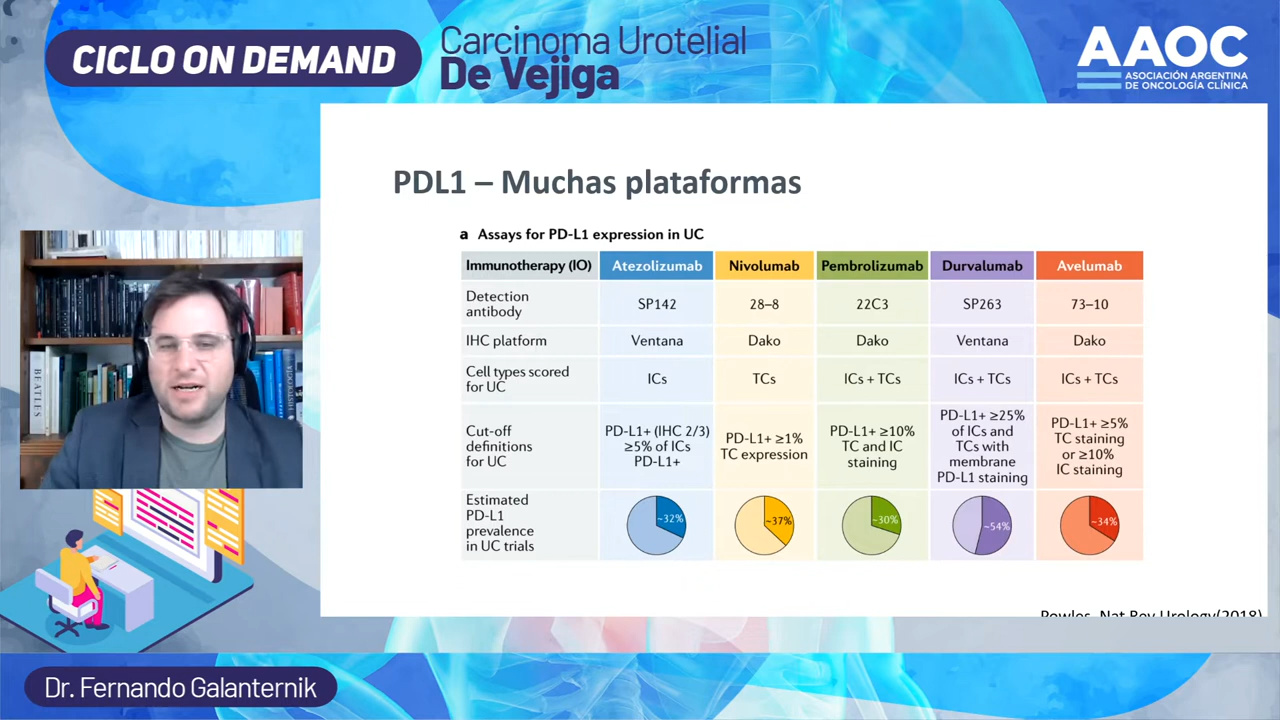 CICLO ON DEMAND
Carcinoma Urotelial
De Vejiga
AAOC
ASOCIACIÓN ARGENTINA
DE ONCOLOGÍA CLÍNICA
PDL1 – Muchas plataformas
a Assays for PD-L1 expression in UC
Immunotherapy (IO) Atezolizumab Nivolumab Pembrolizumab Durvalumab Avelumab
Detection
antibody
SP142 28–8 22C3 SP263 73–10
IHC platform Ventana Dako Dako Ventana Dako
Cell types scored
for UC
ICs TCs ICs + TCs ICs + TCs ICs + TCs
Cut-off
definitions
for UC
PD-L1+ (IHC 2/3)
≥5% of ICs
PD-L1+
PD-L1+ ≥1%
TC expression
PD-L1+ ≥10%
TC and IC
staining
PD-L1+ ≥25%
of ICs and
TCs with
membrane
PD-L1 staining
PD-L1+ ≥5%
TC staining
or ≥10%
IC staining
Estimated
PD-L1
prevalence
in UC trials
~32% ~37% ~30% ~54% ~34%
Powles, Nat Rev Urology(2018)
BEATLES
HISTOLOGIA
Dr. Fernando Galanternik